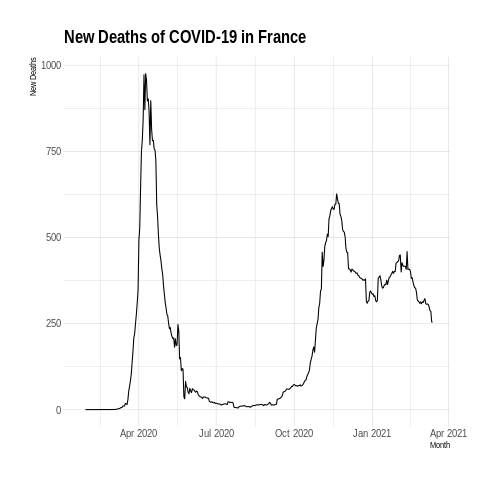 New Deaths of COVID-19 in France
New Deaths
1000
750
500
250
0
Apr 2020 Jul 2020 Oct 2020 Jan 2021 Apr 2021
Month